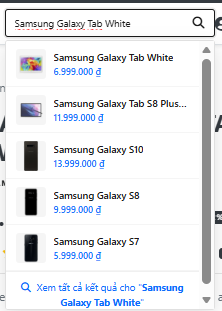 Samsung Galaxy Tab White
Samsung Galaxy Tab White
6.999.000 ₫
Samsung Galaxy Tab S8 Plus...
11.999.000 ₫
Samsung Galaxy S10
13.999.000 ₫
Samsung Galaxy S8
9.999.000 ₫
Samsung Galaxy S7
5.999.000 ₫
Xem tất cả kết quả cho "Samsung
Galaxy Tab White"